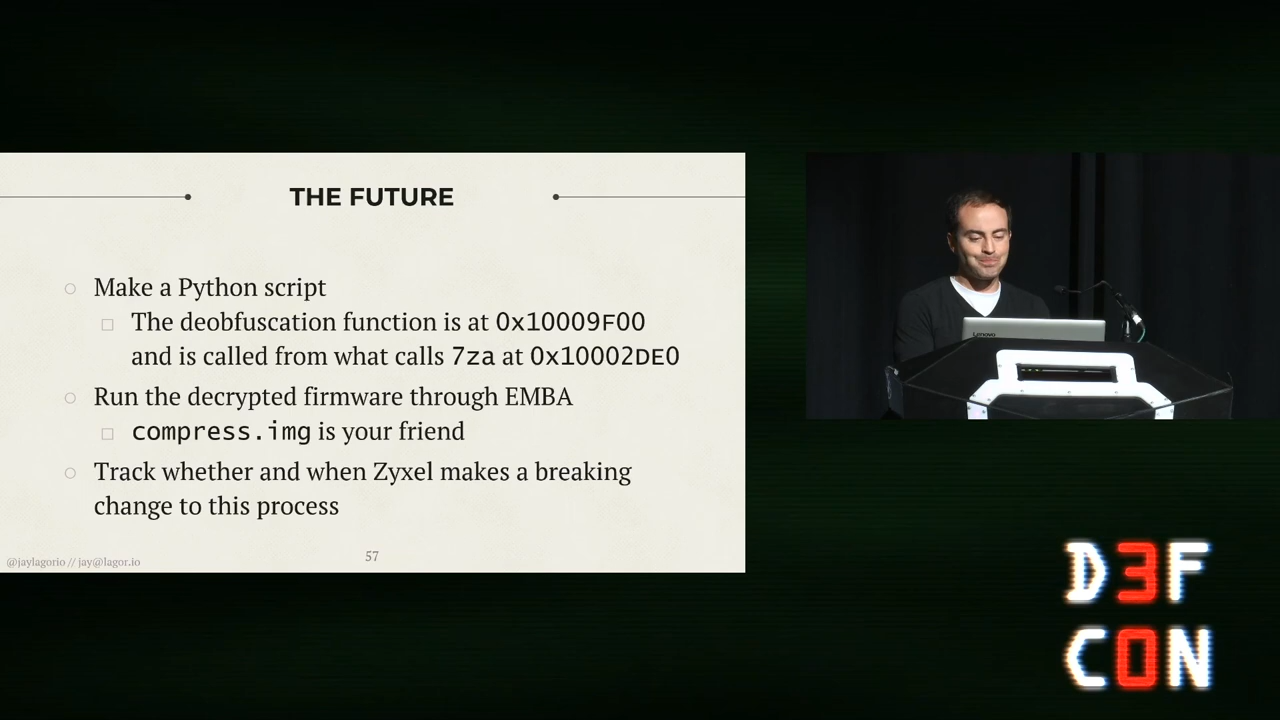 THE FUTURE
Make a Python script
The deobfuscation function is at 0x10009F00
and is called from what calls 7za at 0x10002DE0
Run the decrypted firmware through EMBA
compress.img is your friend
Track whether and when Zyxel makes a breaking
change to this process
@jaylagorio // jay@lagor.io
57
Lenovo
D3F
C0N